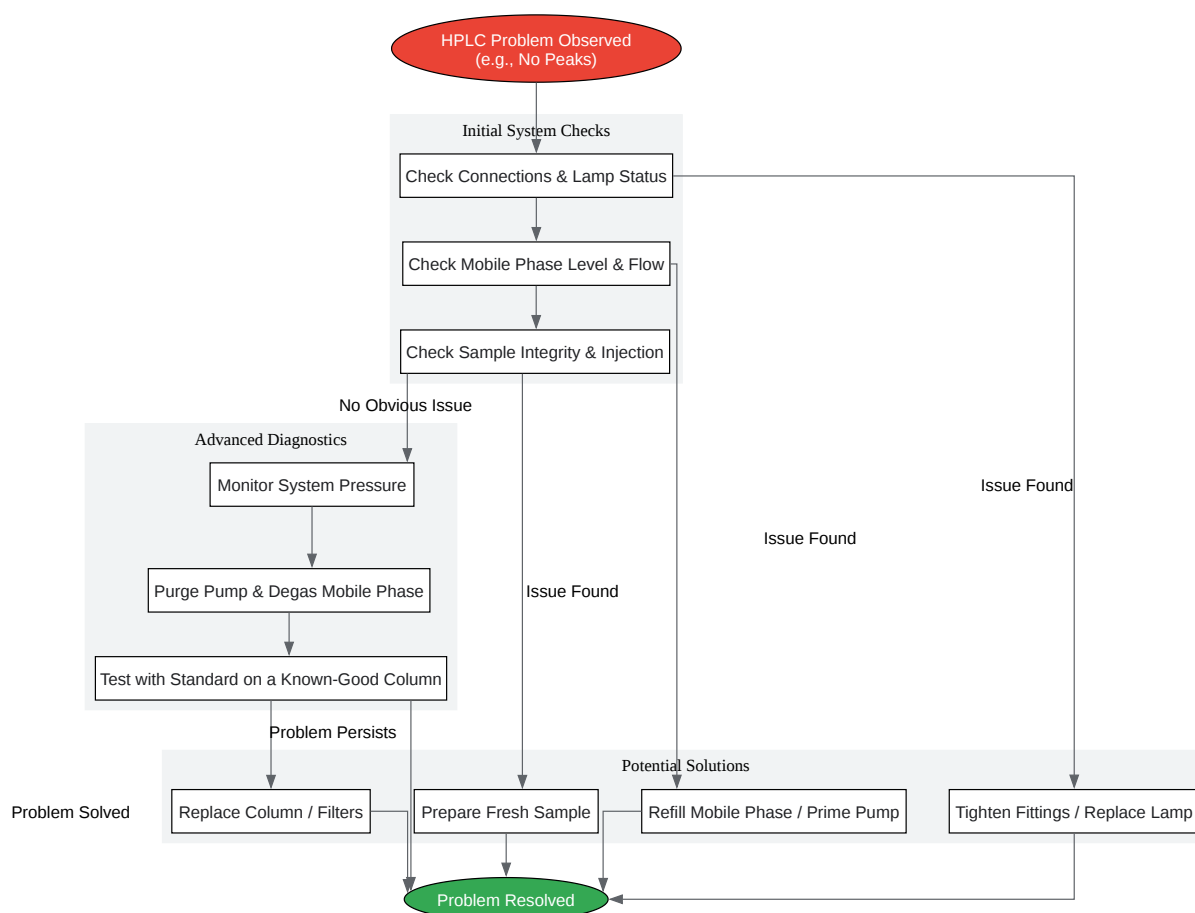 HPLC Problem Observed
(e.g., No Peaks)
Initial System Checks
Check Connections & Lamp Status
Check Mobile Phase Level & Flow
Check Sample Integrity & Injection
No Obvious Issue
Advanced Diagnostics
Monitor System Pressure
Issue Found
Issue Found
Purge Pump & Degas Mobile Phase
Issue Found
Test with Standard on a Known-Good Column
Problem Persists
Potential Solutions
Problem Solved
Replace Column / Filters
Prepare Fresh Sample
Refill Mobile Phase / Prime Pump
Tighten Fittings / Replace Lamp
Problem Resolved